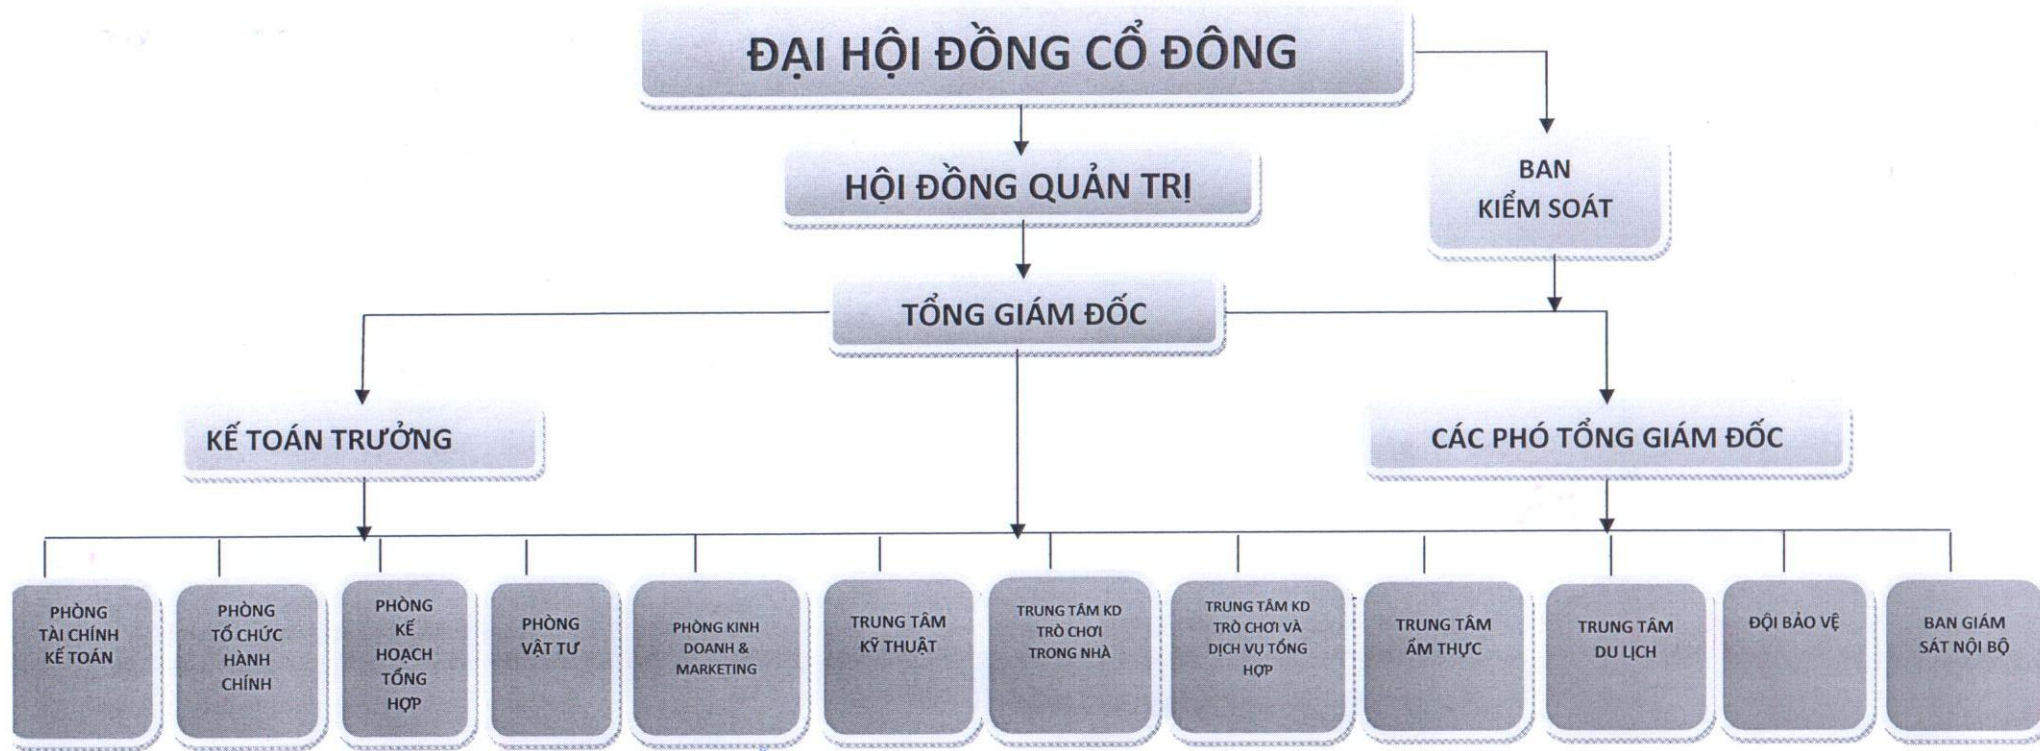 ĐẠI HỘI ĐỒNG CỔ ĐÔNG
HỘI ĐỒNG QUẢN TRỊ
BAN
KIỂM SOÁT
TỔNG GIÁM ĐỐC
KẾ TOÁN TRƯỞNG
CÁC PHÓ TỔNG GIÁM ĐỐC
PHÒNG
TÀI CHÍNH
KẾ TOÁN
PHÒNG
TỔ CHỨC
HÀNH
CHÍNH
PHÒNG
KẾ
HOẠCH
TỔNG
HỢP
PHÒNG
VẬT TƯ
PHÒNG KINH
DOANH &
MARKETING
TRUNG TÂM
KỸ THUẬT
TRUNG TÂM KD
TRÒ CHƠI
TRONG NHÀ
TRUNG TÂM KD
TRÒ CHƠI VÀ
DỊCH VỤ TỔNG
HỢP
TRUNG TÂM
ẨM THỰC
TRUNG TÂM
DU LỊCH
ĐỘI BẢO VỆ
BAN GIÁM
SÁT NỘI BỘ